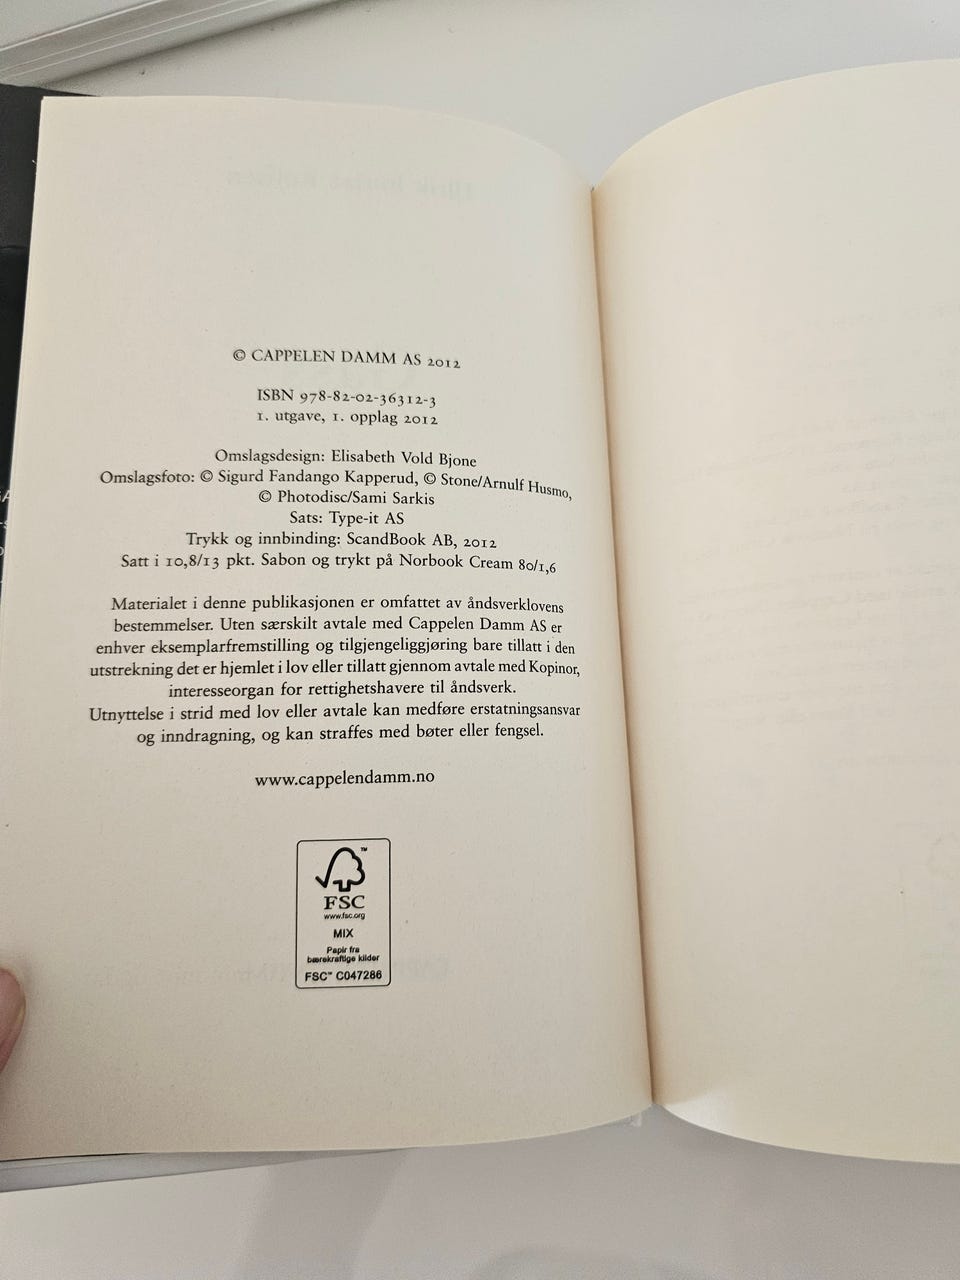 © CAPPELEN DAMM AS 2012
ISBN 978-82-02-36312-3
1. utgave, 1. opplag 2012
Omslagsdesign: Elisabeth Vold Bjone
Omslagsfoto: © Sigurd Fandango Kapperud, © Stone/Arnulf Husmo,
© Photodisc/Sami Sarkis
Sats: Type-it AS
Trykk og innbinding: ScandBook AB, 2012
Satt i 10,8/13 pkt. Sabon og trykt på Norbook Cream 80/1,6
Materialet i denne publikasjonen er omfattet av åndsverklovens
bestemmelser. Uten særskilt avtale med Cappelen Damm AS er
enhver eksemplarfremstilling og tilgjengeliggjøring bare tillatt i den
utstrekning det er hjemlet i lov eller tillatt gjennom avtale med Kopinor,
interesseorgan for rettighetshavere til åndsverk.
Utnyttelse i strid med lov eller avtale kan medføre erstatningsansvar
og inndragning, og kan straffes med bøter eller fengsel.
www.cappelendamm.no
FSC
www.fsc.org
MIX
Papir fra
bærekraftige kilder
FSC™ C047286